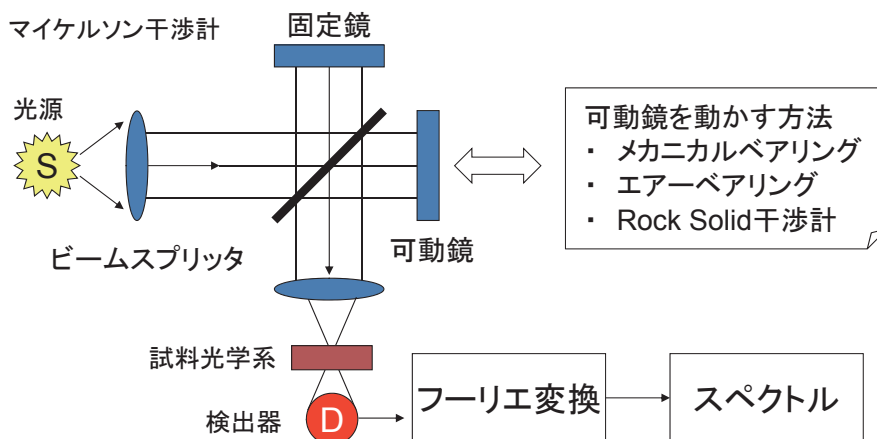 マイケルソン干渉計
固定鏡
光源
S
可動鏡を動かす方法
・ メカニカルベアリング
・ エアーベアリング
・ Rock Solid干渉計
ビームスプリッタ
可動鏡
試料光学系
検出器
D
フーリエ変換
スペクトル